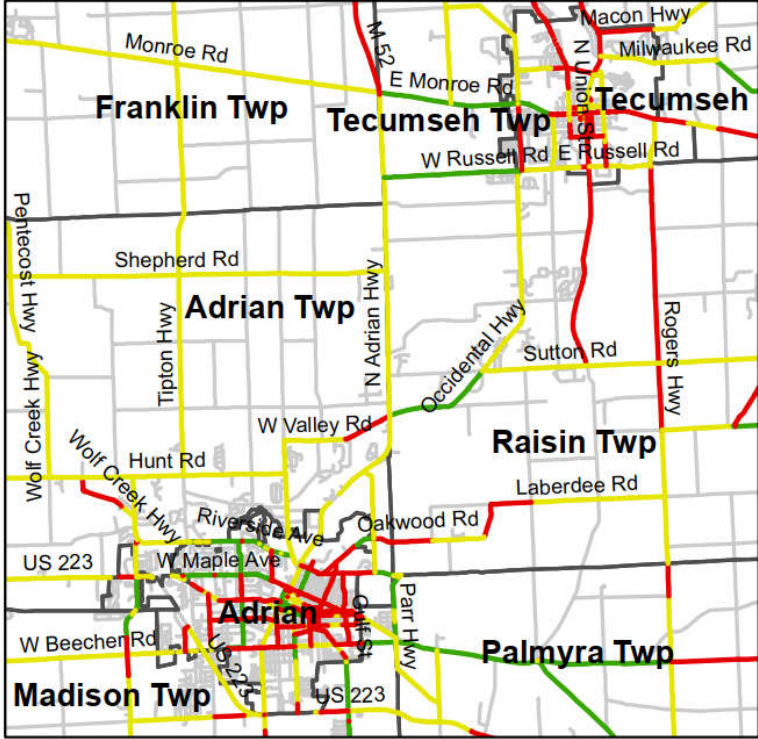 Macon Hwy
M 52
Monroe Rd
N Union St
Milwaukee Rd
E Monroe Rd
Franklin Twp
Tecumseh Twp
Tecumseh
W Russell Rd
E Russell Rd
Pentecost Hwy
Shepherd Rd
Adrian Twp
Tipton Hwy
N Adrian Hwy
Rogers Hwy
Occidental Hwy
Sutton Rd
Wolf Creek Hwy
W Valley Rd
Raisin Twp
Hunt Rd
Wolf Creek Hwy
Laberdee Rd
Riverside Ave
Oakwood Rd
US 223
W Maple Ave
Adrian
Gulf St
Parr Hwy
W Beecher Rd
US 223
Palmyra Twp
Madison Twp
US 223